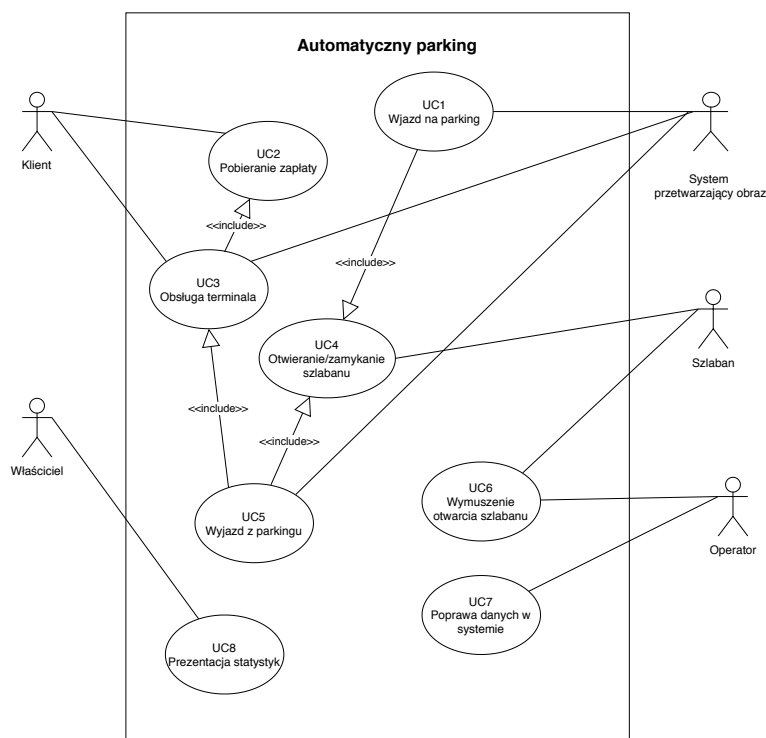 Automatyczny parking
Klient
UC2
Pobieranie zapłaty
UC1
Wjazd na parking
System
przetwarzający obraz
<<include>>
<<include>>
UC3
Obsługa terminala
UC4
Otwieranie/zamykanie
szlabanu
Szlaban
<<include>>
<<include>>
Właściciel
UC5
Wyjazd z parkingu
UC6
Wymuszenie
otwarcia szlabanu
Operator
UC7
Poprawa danych w
systemie
UC8
Prezentacja statystyk